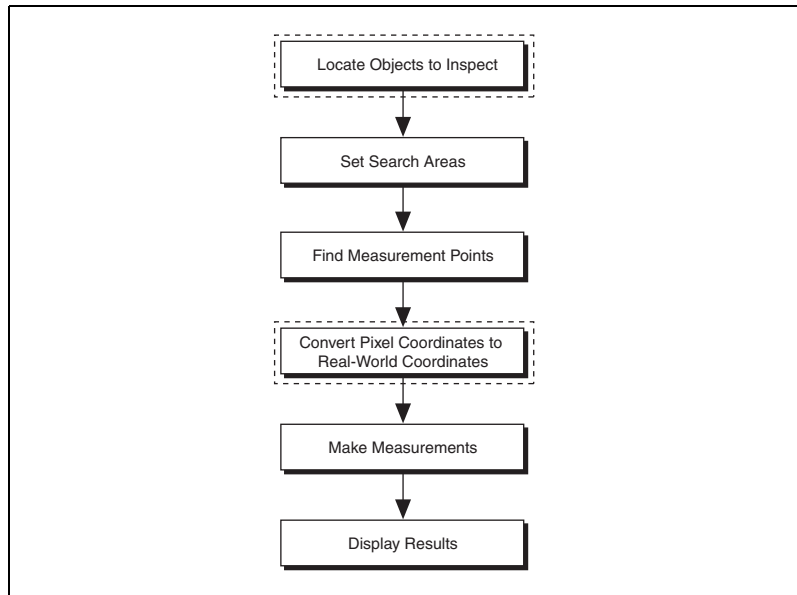 Locate Objects to Inspect
Set Search Areas
Find Measurement Points
Convert Pixel Coordinates to
Real-World Coordinates
Make Measurements
Display Results